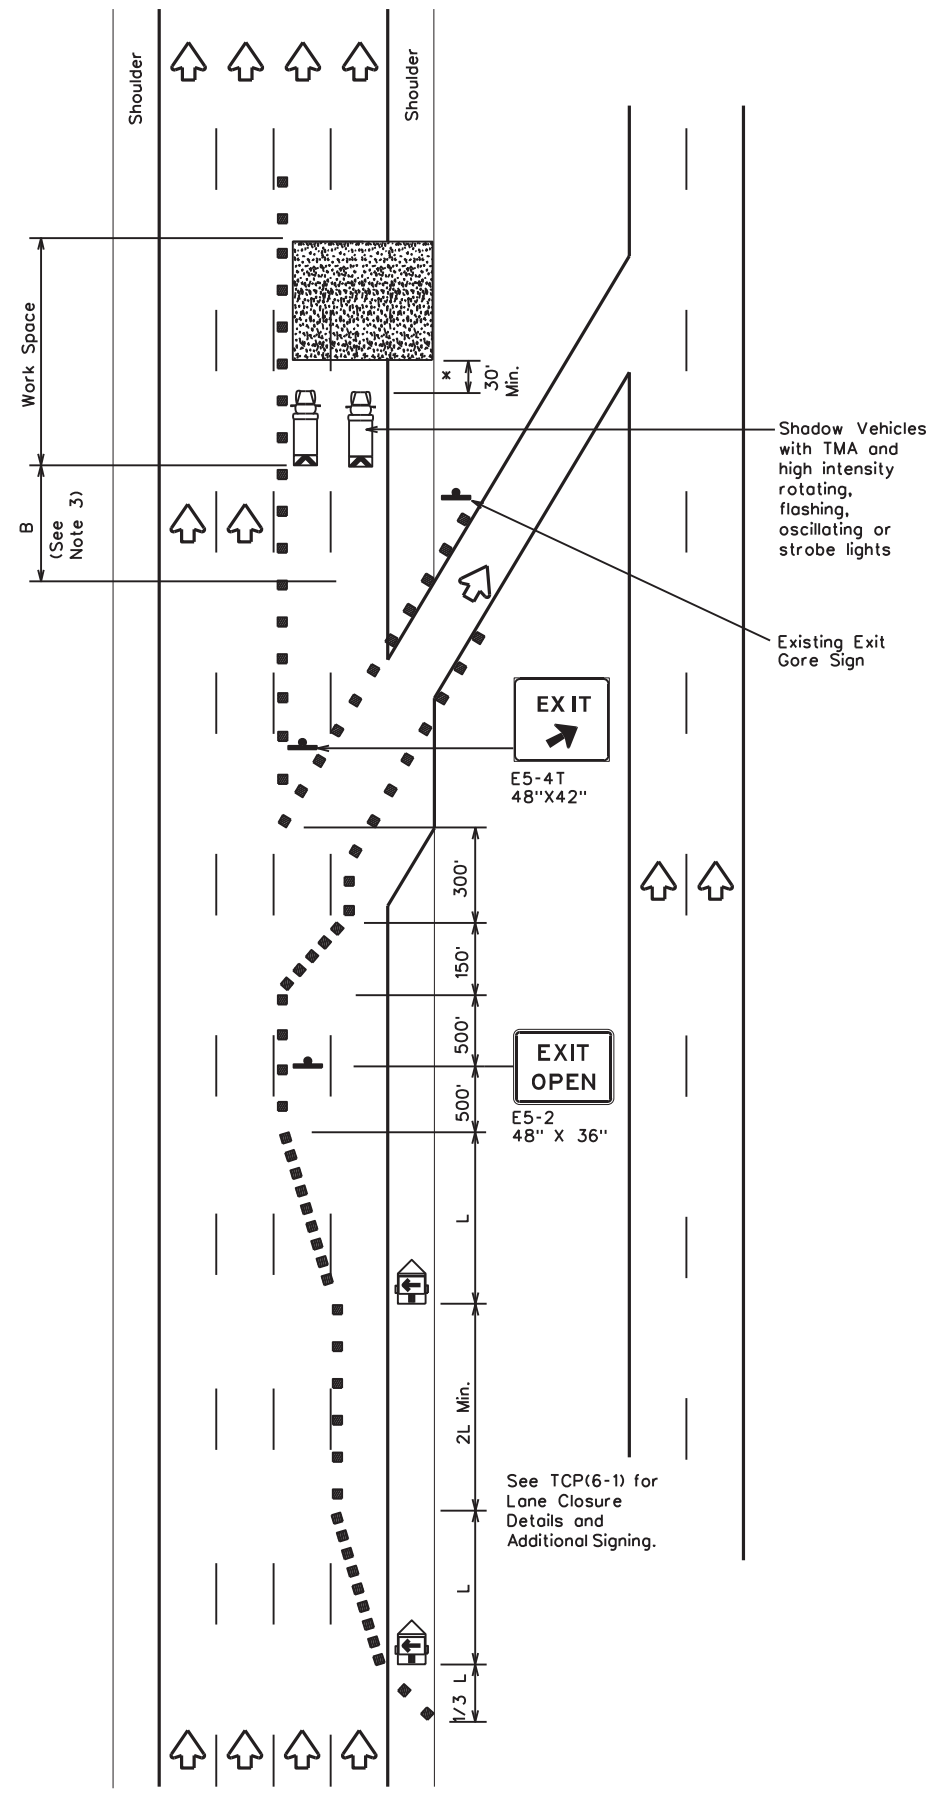 Shoulder
Shoulder
Work Space
*
30'
Min.
Shadow Vehicles
with TMA and
high intensity
rotating,
flashing,
oscillating or
strobe lights
B
(See
Note 3)
Existing Exit
Gore Sign
EXIT
E5-4T
48"X42"
300'
150'
500'
EXIT
OPEN
500'
E5-2
48" X 36"
L
2L Min.
See TCP(6-1) for
Lane Closure
Details and
Additional Signing.
L
1/3 L